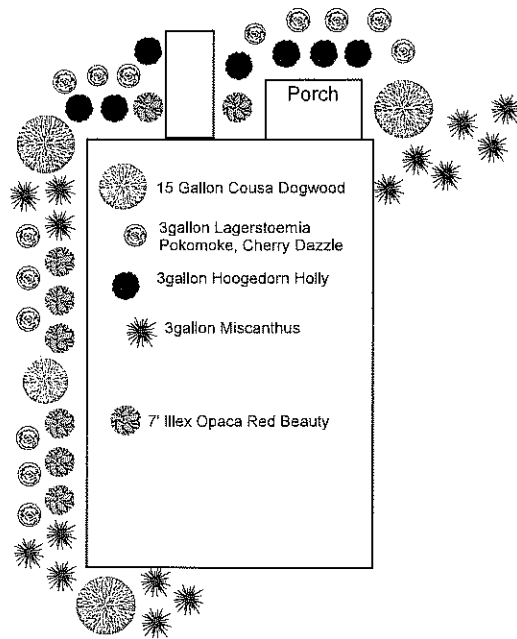 Porch
15 Gallon Cousa Dogwood
3gallon Lagerstoemia
Pokomoke, Cherry Dazzle
3gallon Hoogedorn Holly
3gallon Miscanthus
7' Illex Opaca Red Beauty